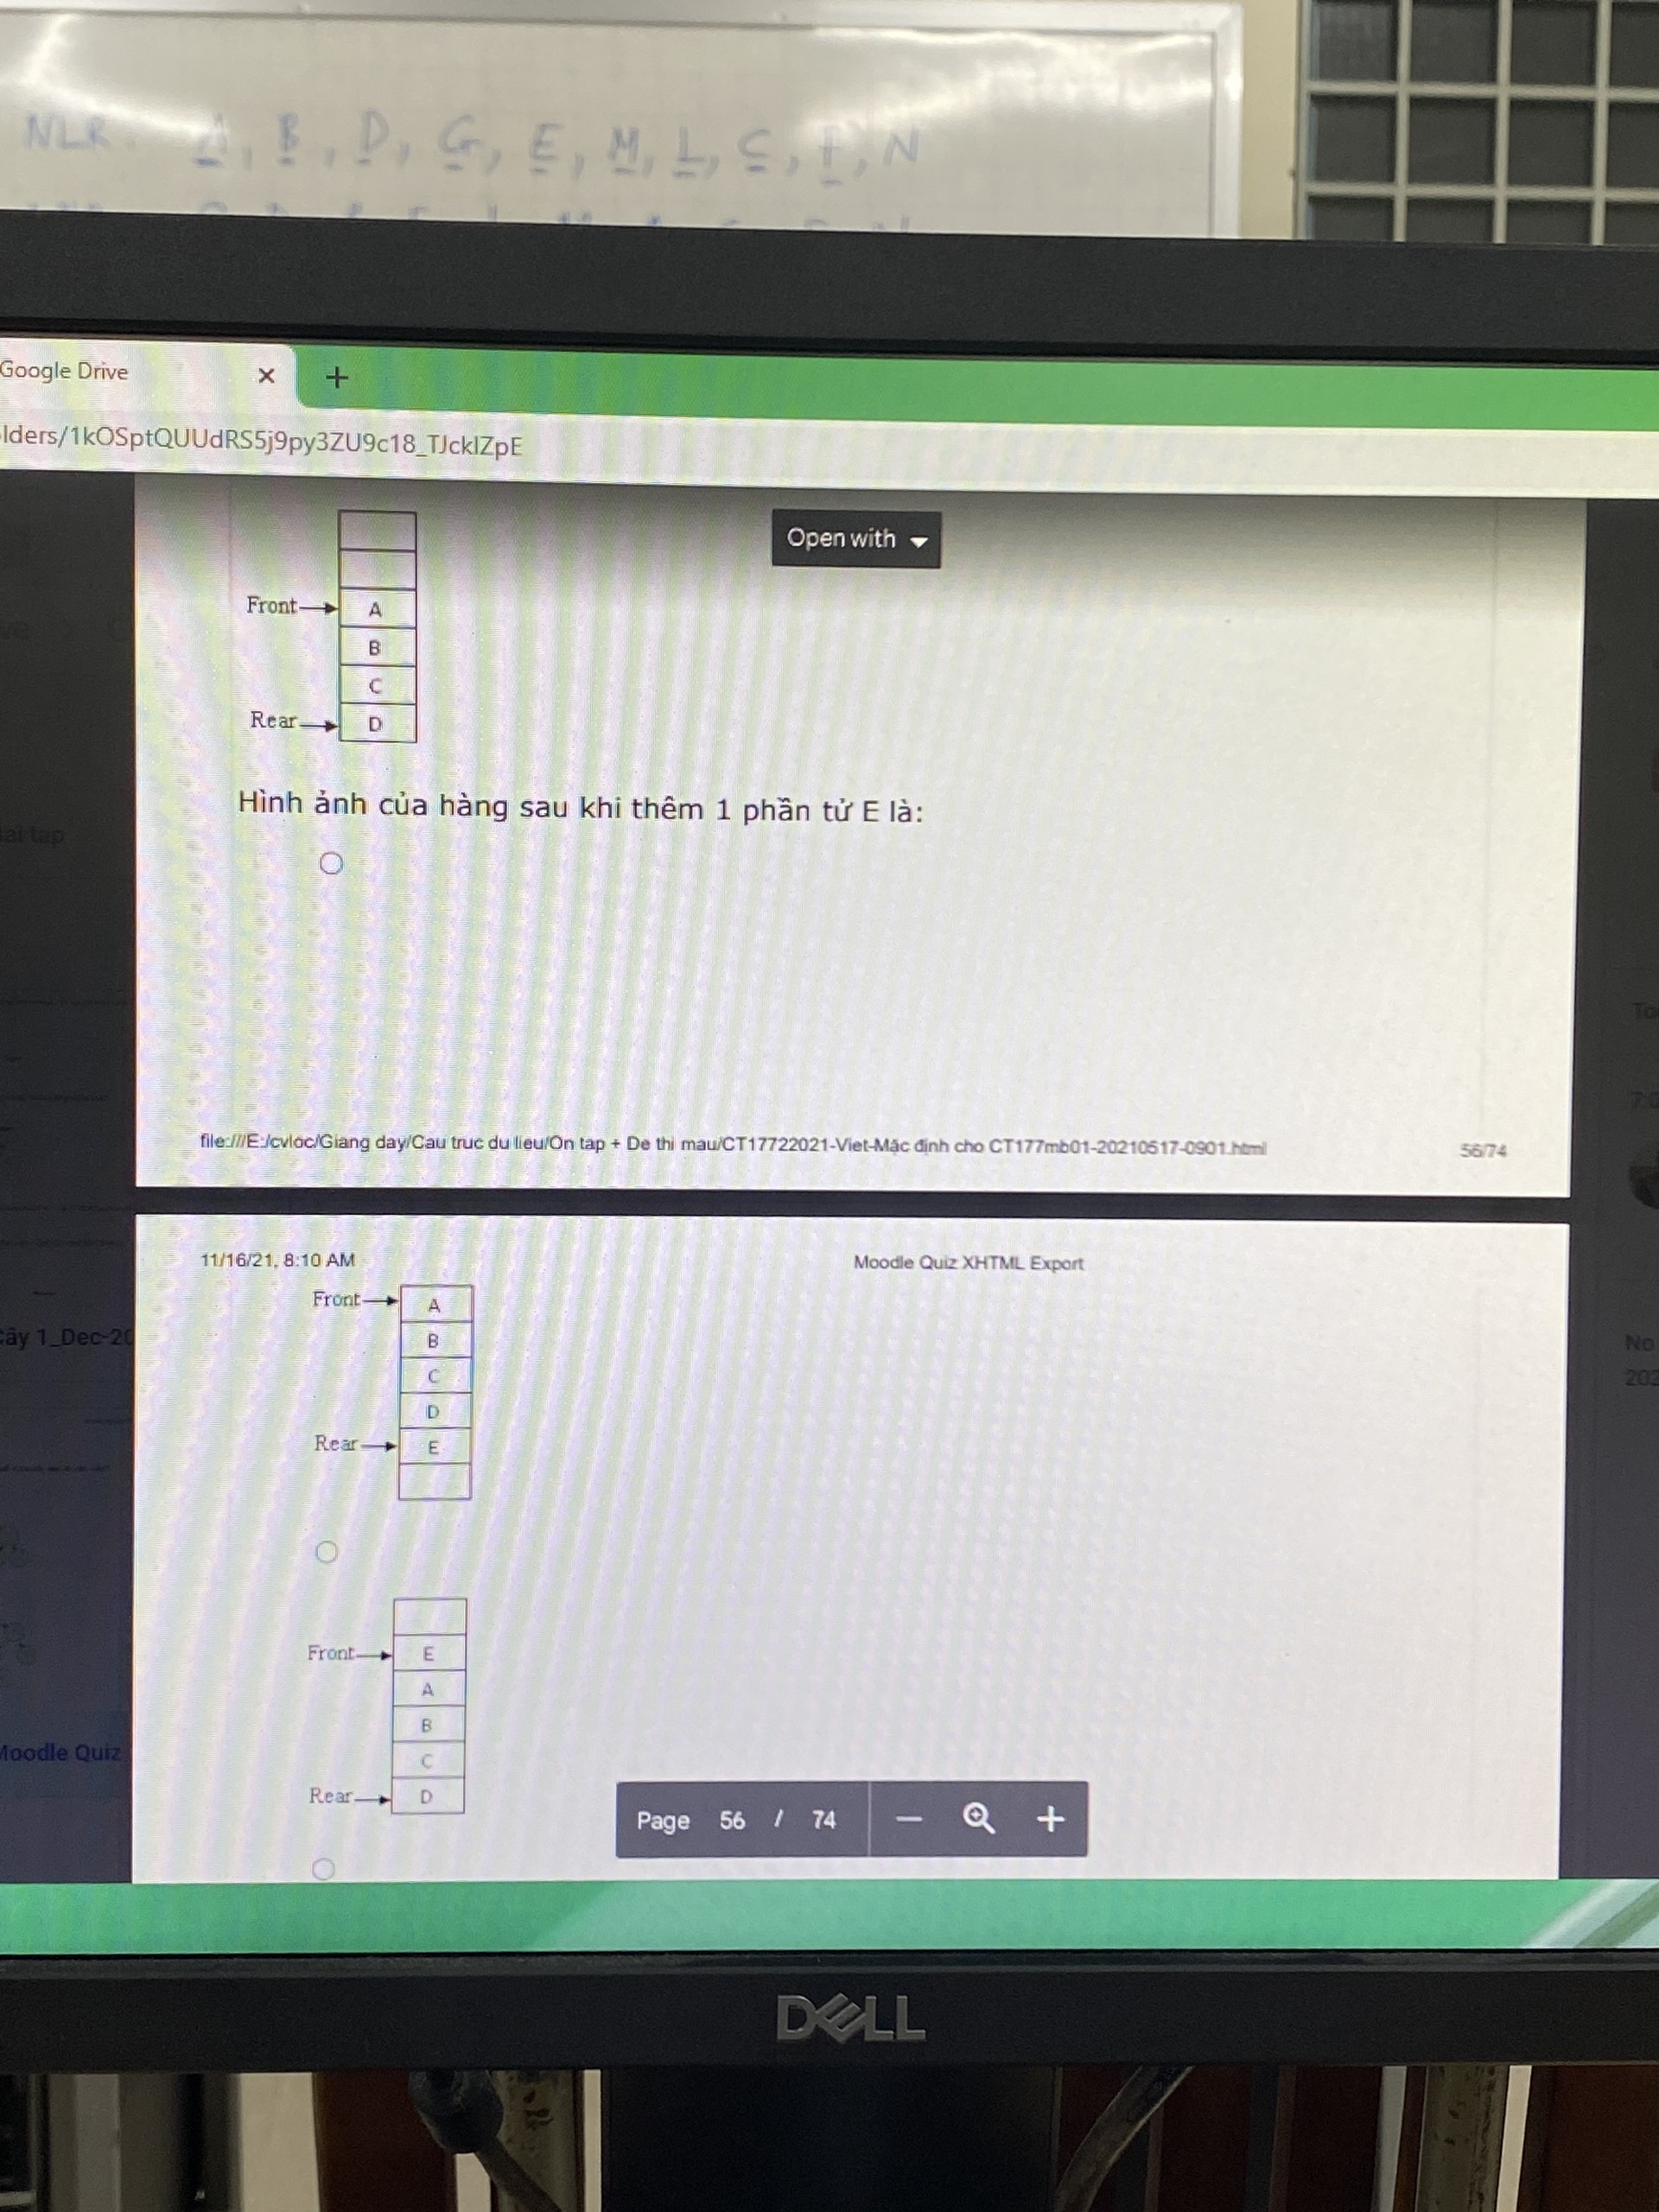 NLR. A, B, D, G, E, M, L, C, F, N
Google Drive × +
lders/1kOSptQUUdRS5j9py3ZU9c18_TJcklZpE
Open with
Front A
B
C
Rear D
Hình ảnh của hàng sau khi thêm 1 phần tử E là:
ai tap
file:///E:/cvloc/Giang day/Cau truc du lieu/On tap + De thi mau/CT17722021-Viet-Mặc định cho CT177mb01-20210517-0901.html 56/74
11/16/21, 8:10 AM Moodle Quiz XHTML Export
Front A
B
C
D
Rear E
Cây 1_Dec-20
No
202
Front E
A
B
C
Rear D
Moodle Quiz
Page 56 / 74 — +
DELL